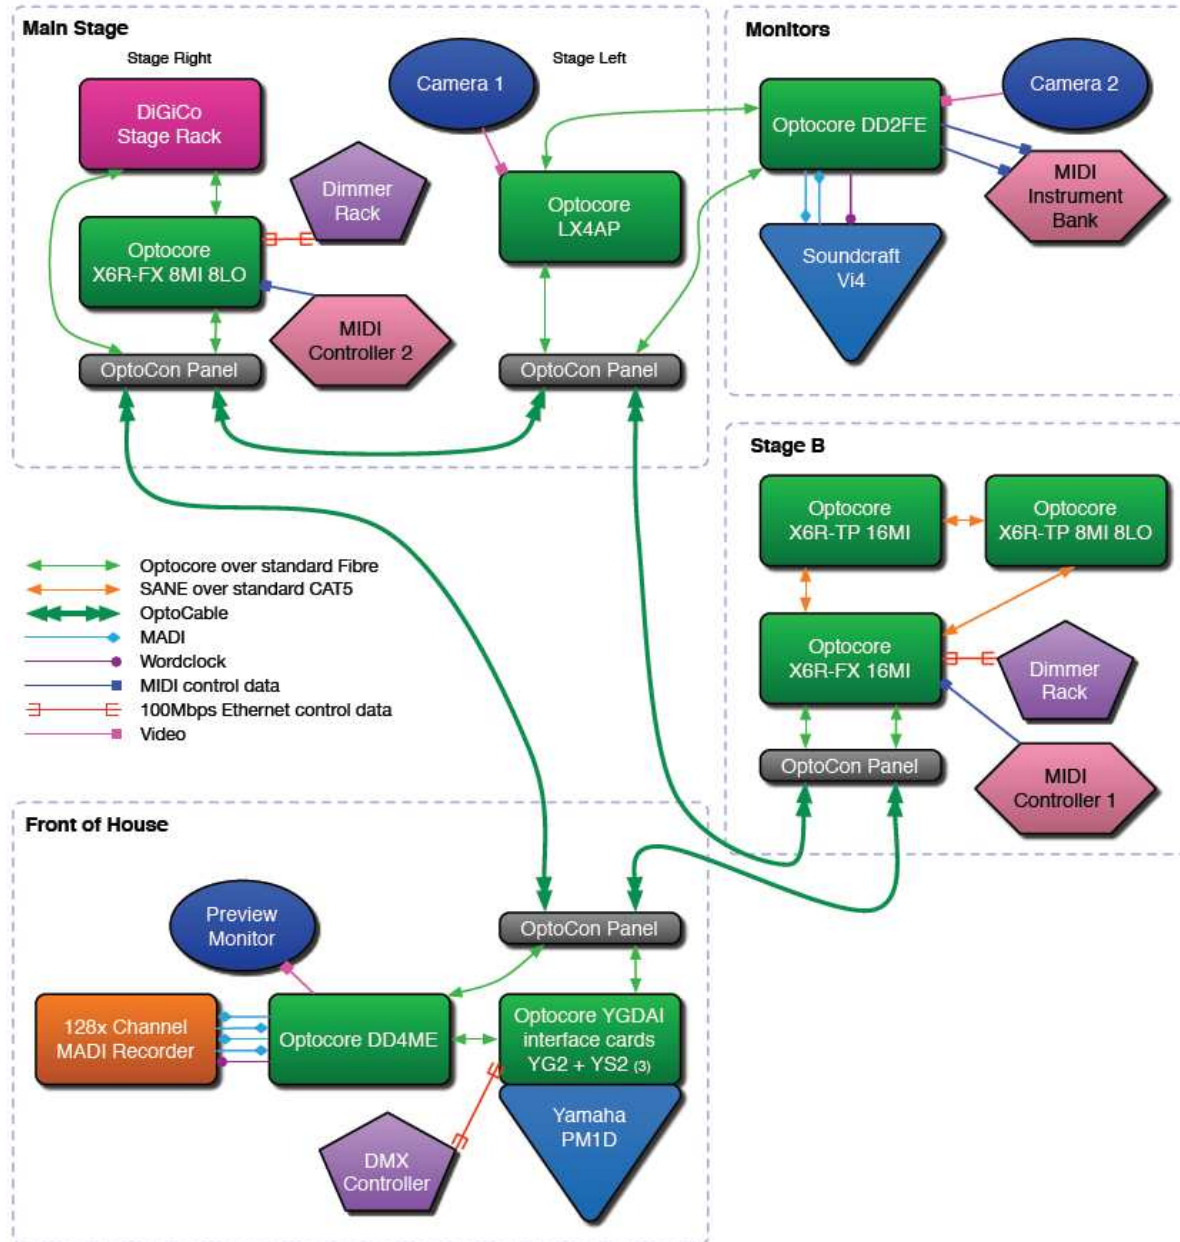 Main Stage
Stage Right
Stage Left
DiGiCo
Stage Rack
Camera 1
Dimmer
Rack
Optocore
LX4AP
Optocore
X6R-FX 8MI 8LO
MIDI
Controller 2
OptoCon Panel
OptoCon Panel
Monitors
Optocore DD2FE
Camera 2
MIDI
Instrument
Bank
Soundcraft
Vi4
Stage B
Optocore
X6R-TP 16MI
Optocore
X6R-TP 8MI 8LO
Optocore
X6R-FX 16MI
Dimmer
Rack
OptoCon Panel
MIDI
Controller 1
Optocore over standard Fibre
SANE over standard CAT5
OptoCable
MADI
Wordclock
MIDI control data
100Mbps Ethernet control data
Video
Front of House
Preview
Monitor
OptoCon Panel
128x Channel
MADI Recorder
Optocore DD4ME
Optocore YGDAI
interface cards
YG2 + YS2 (3)
Yamaha
PM1D
DMX
Controller